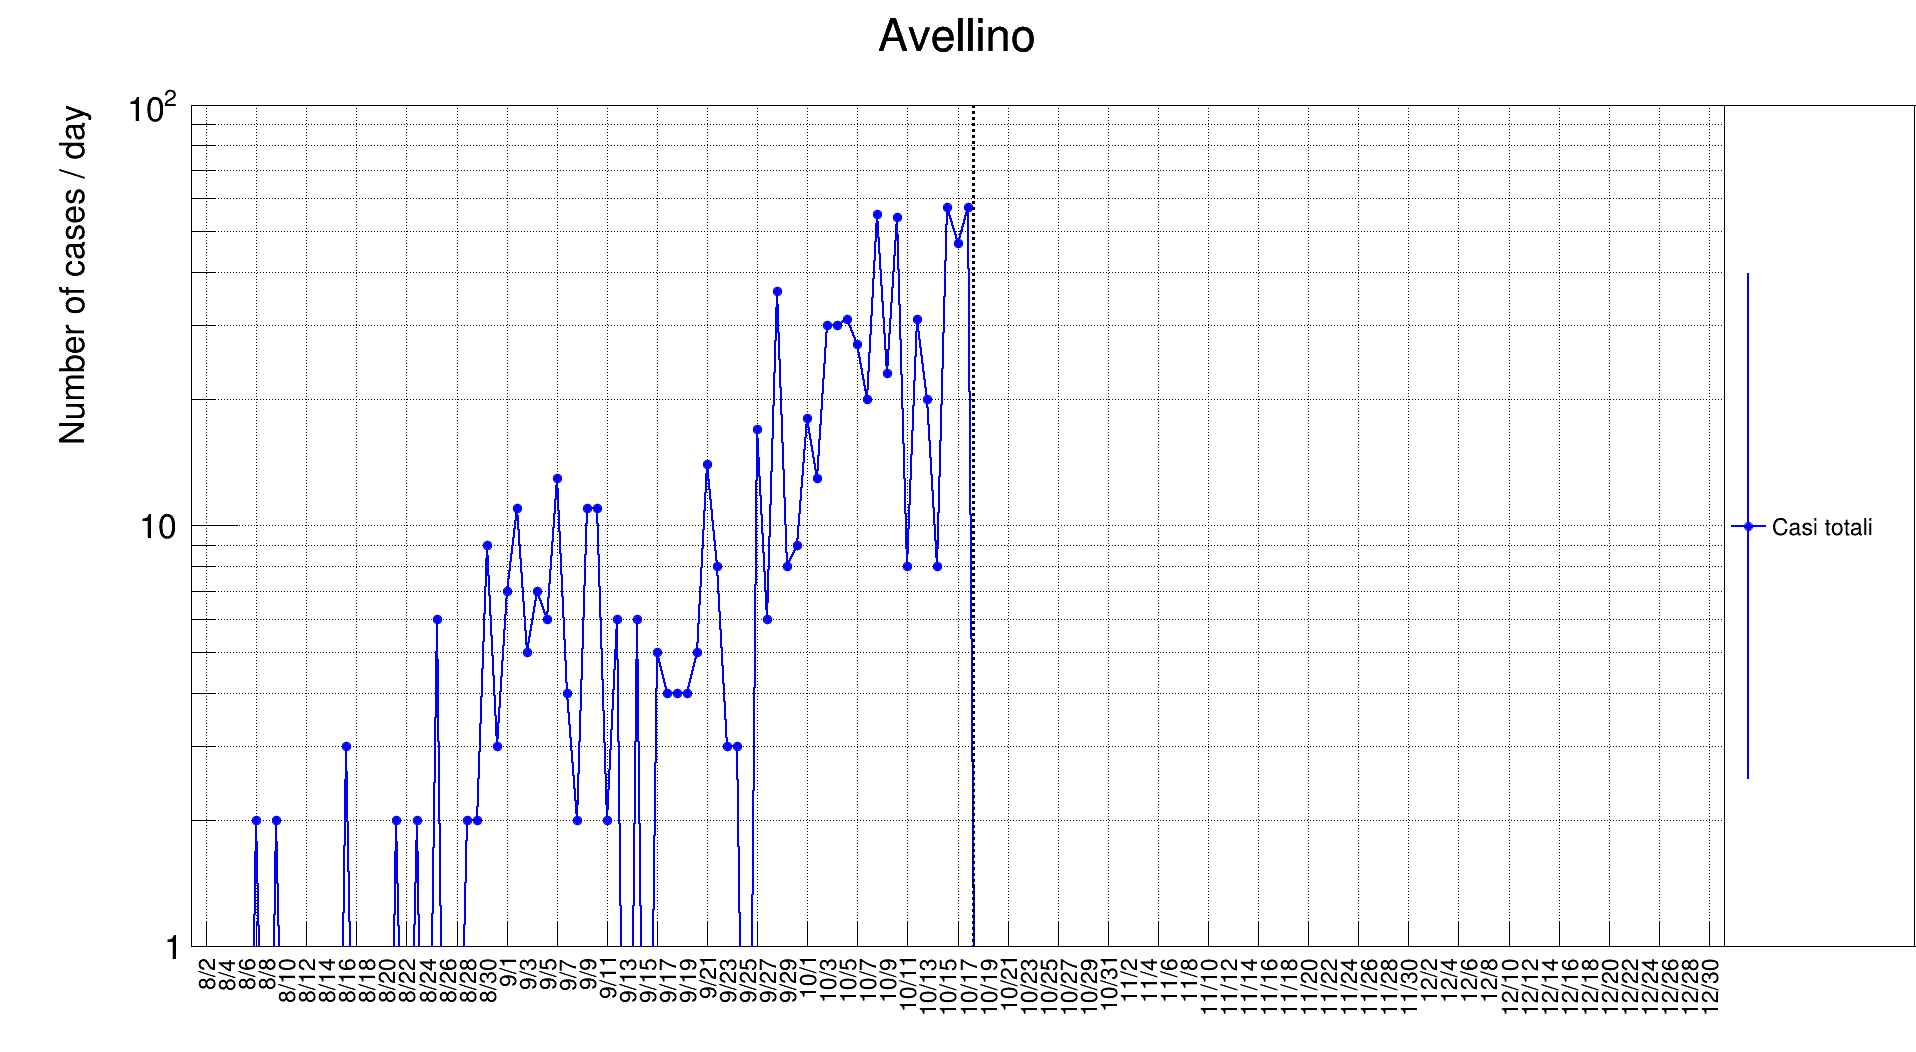 Avellino
Number of cases / day
10²
10
1
Casi totali
8/2 8/4 8/6 8/8 8/10 8/12 8/14 8/16 8/18 8/20 8/22 8/24 8/26 8/28 8/30 9/1 9/3 9/5 9/7 9/9 9/11 9/13 9/15 9/17 9/19 9/21 9/23 9/25 9/27 9/29 10/1 10/3 10/5 10/7 10/9 10/11 10/13 10/15 10/17 10/19 10/21 10/23 10/25 10/27 10/29 10/31 11/2 11/4 11/6 11/8 11/10 11/12 11/14 11/16 11/18 11/20 11/22 11/24 11/26 11/28 11/30 12/2 12/4 12/6 12/8 12/10 12/12 12/14 12/16 12/18 12/20 12/22 12/24 12/26 12/28 12/30